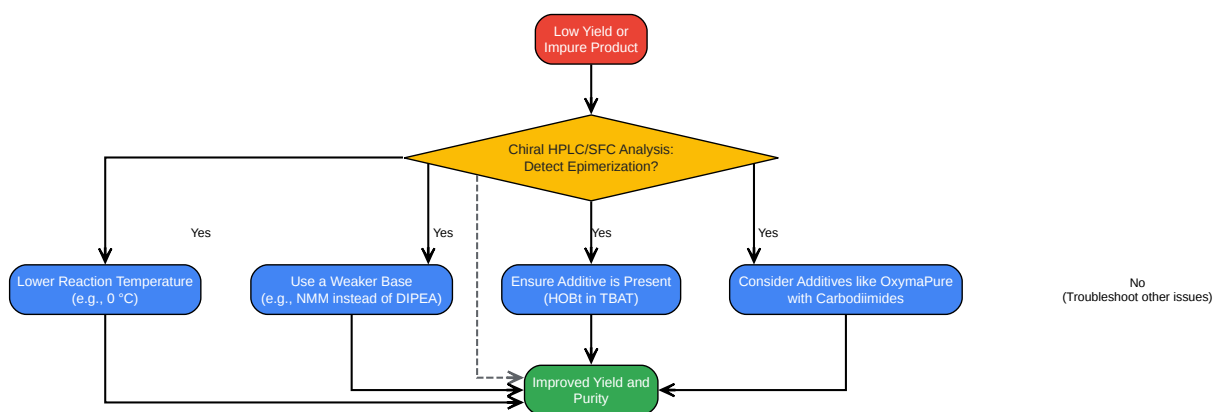 Low Yield or
Impure Product
Chiral HPLC/SFC Analysis:
Detect Epimerization?
Yes
Yes
Yes
Yes
Lower Reaction Temperature
(e.g., 0 °C)
Use a Weaker Base
(e.g., NMM instead of DIPEA)
Ensure Additive is Present
(HOBt in TBAT)
Consider Additives like OxymaPure
with Carbodiimides
No
(Troubleshoot other issues)
Improved Yield and
Purity